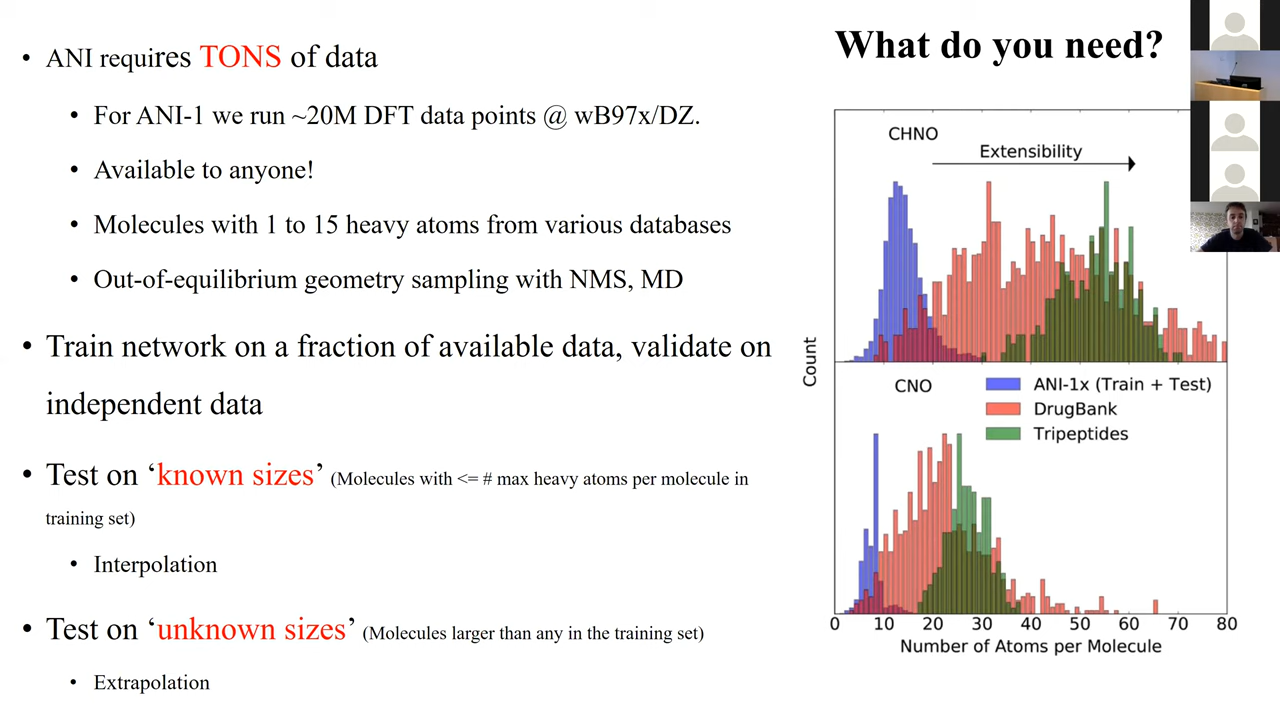 What do you need?
• ANI requires TONS of data
• For ANI-1 we run ~20M DFT data points @ wB97x/DZ.
• Available to anyone!
• Molecules with 1 to 15 heavy atoms from various databases
• Out-of-equilibrium geometry sampling with NMS, MD
• Train network on a fraction of available data, validate on
independent data
• Test on ‘known sizes’ (Molecules with <= # max heavy atoms per molecule in
training set)
• Interpolation
• Test on ‘unknown sizes’ (Molecules larger than any in the training set)
• Extrapolation
CHNO
Extensibility
Count
CNO
ANI-1x (Train + Test)
DrugBank
Tripeptides
0 10 20 30 40 50 60 70 80
Number of Atoms per Molecule